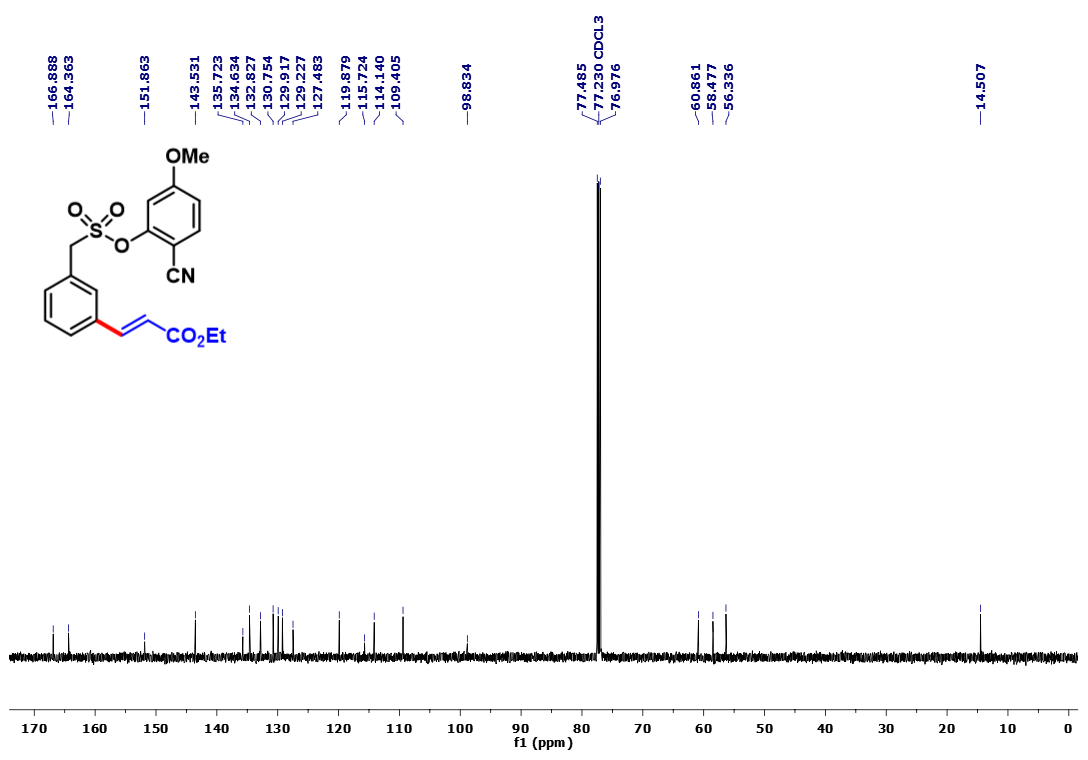 166.888
164.363
151.863
143.531
135.723
134.634
132.827
130.754
129.917
129.227
127.483
119.879
115.724
114.140
109.405
98.834
77.485
77.230 CDCL3
76.976
60.861
58.477
56.336
14.507
OMe
O O
S
O
CN
CO2Et
170 160 150 140 130 120 110 100 90 80 70 60 50 40 30 20 10 0
f1 (ppm)